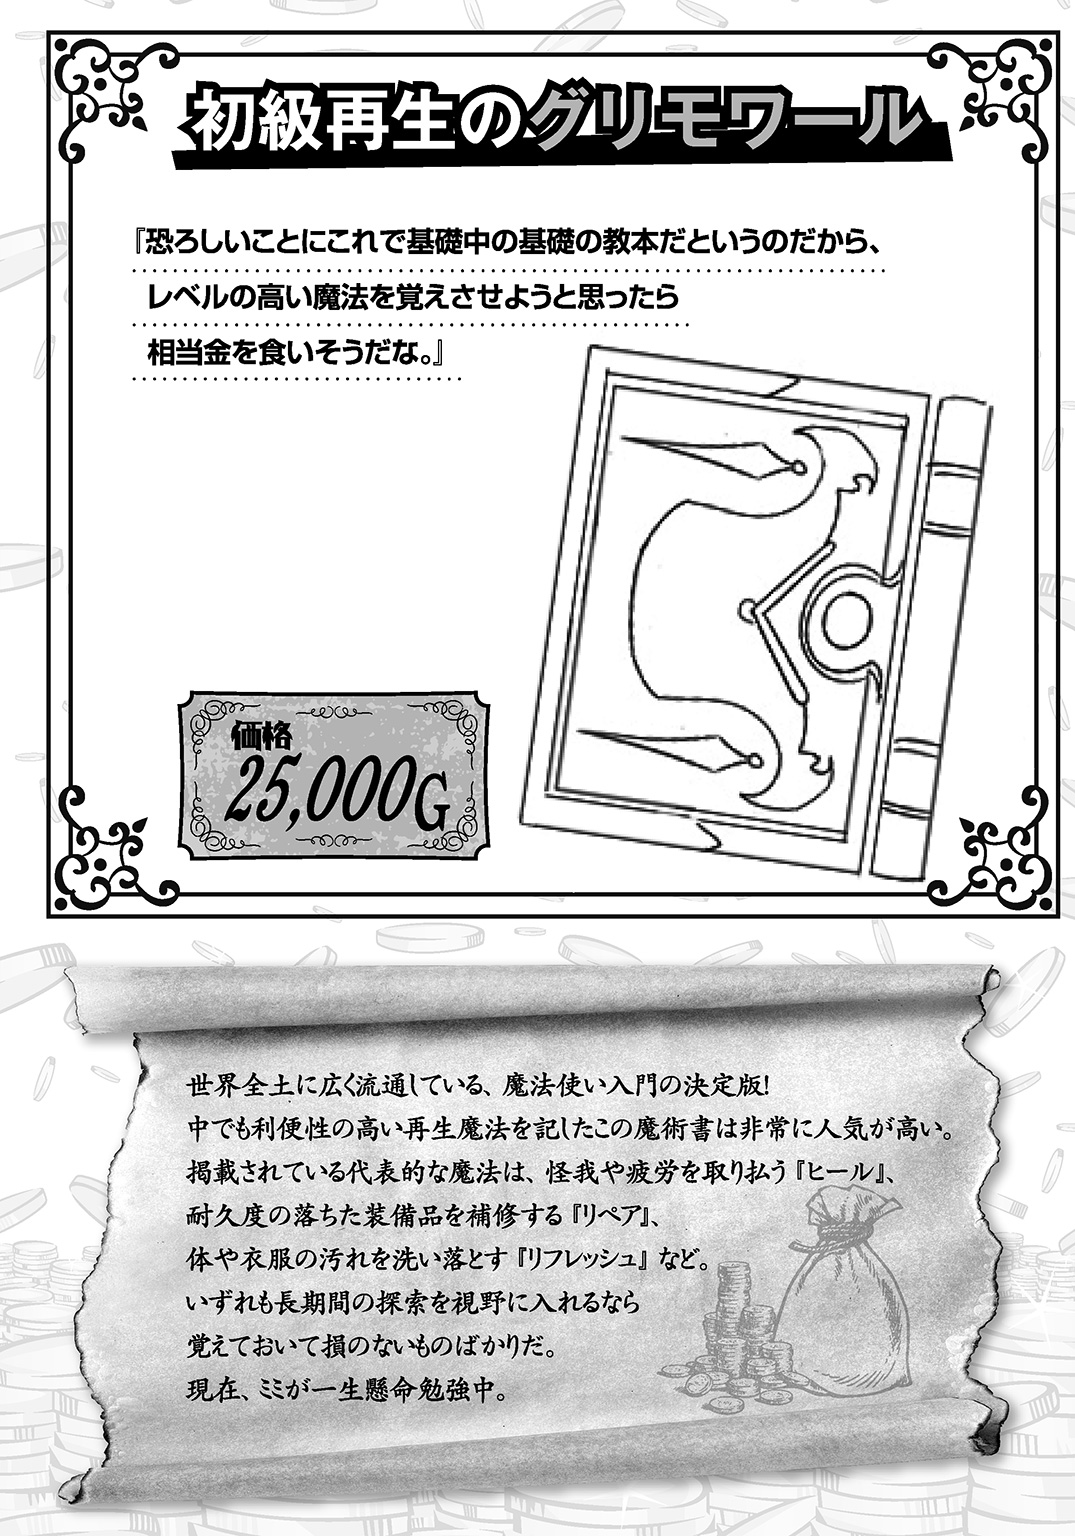 初級再生のグリモワール
『恐ろしいことにこれで基礎中の基礎の教本だというのだから、
レベルの高い魔法を覚えさせようと思ったら
相当金を食いそうだな。』
価格
25,000G
世界全土に広く流通している、魔法使い入門の決定版!
中でも利便性の高い再生魔法を記したこの魔術書は非常に人気が高い。
掲載されている代表的な魔法は、怪我や疲労を取り払う『ヒール』、
耐久度の落ちた装備品を補修する『リペア』、
体や衣服の汚れを洗い落とす『リフレッシュ』など。
いずれも長期間の探索を視野に入れるなら
覚えておいて損のないものばかりだ。
現在、ミミが一生懸命勉強中。